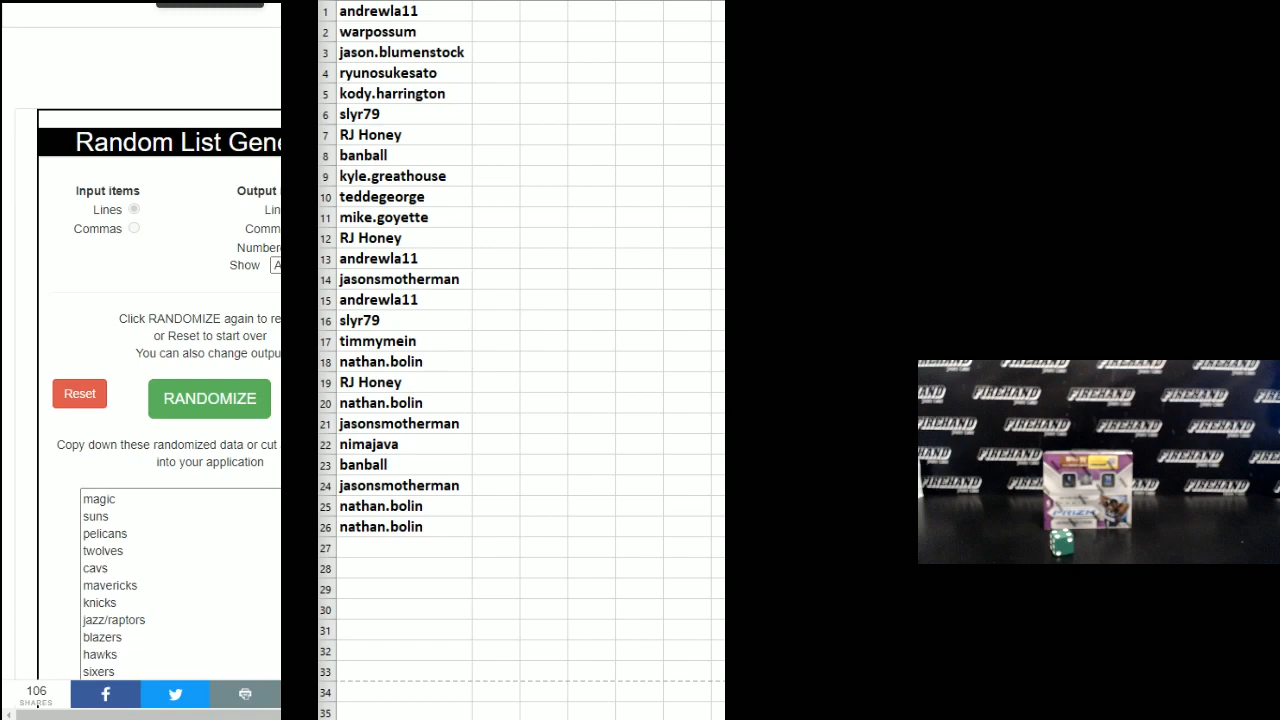 Random List Gene
Input items
Output
Lines
Lin
Commas
Comm
Number
Show A
Click RANDOMIZE again to re
or Reset to start over
You can also change outpu
Reset
RANDOMIZE
Copy down these randomized data or cut
into your application
magic
suns
pelicans
twolves
cavs
mavericks
knicks
jazz/raptors
blazers
hawks
sixers
106
SHARES
1 andrewla11
2 warpossum
3 jason.blumenstock
4 ryunosukesato
5 kody.harrington
6 slyr79
7 RJ Honey
8 banball
9 kyle.greathouse
10 teddegeorge
11 mike.goyette
12 RJ Honey
13 andrewla11
14 jasonsmotherman
15 andrewla11
16 slyr79
17 timmymein
18 nathan.bolin
19 RJ Honey
20 nathan.bolin
21 jasonsmotherman
22 nimajava
23 banball
24 jasonsmotherman
25 nathan.bolin
26 nathan.bolin
27
28
29
30
31
32
33
34
35
FIREHAND
PRIZM